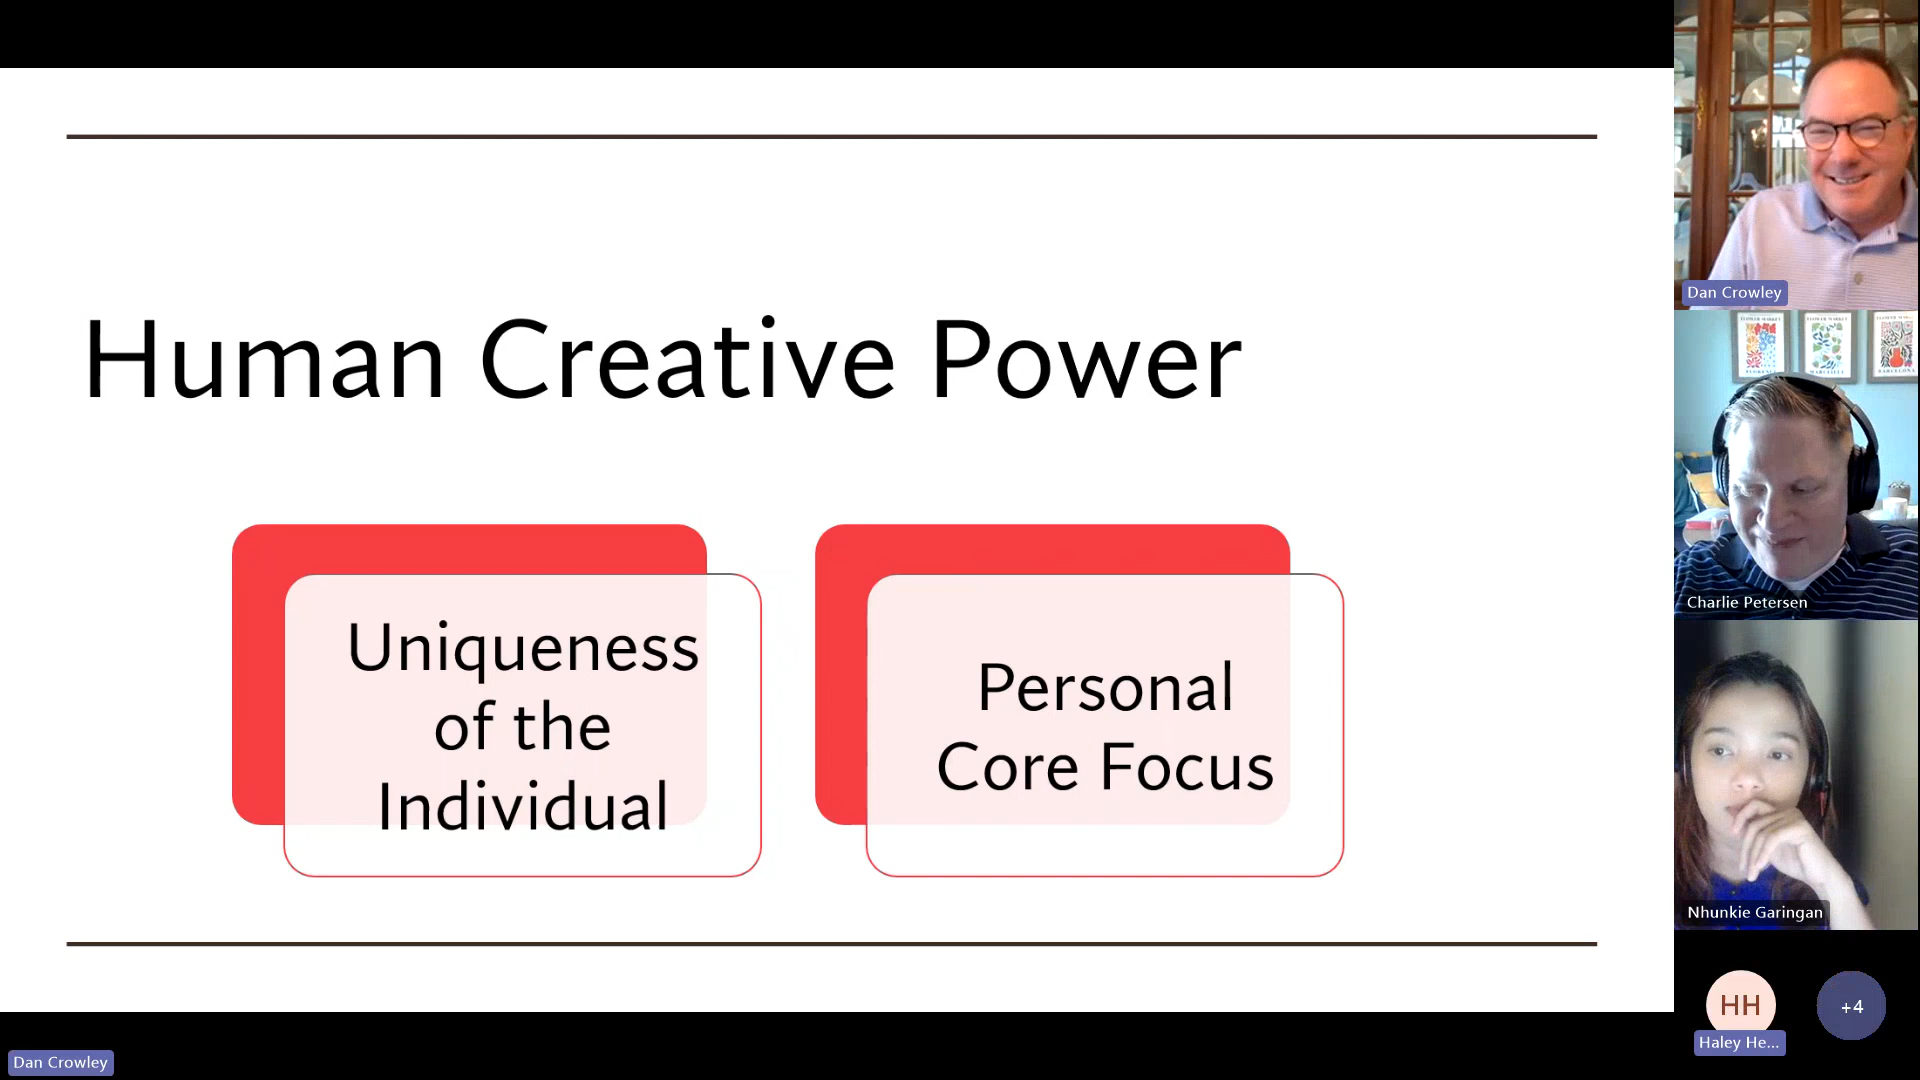 Human Creative Power
Uniqueness
of the
Individual
Personal
Core Focus
Dan Crowley
Charlie Petersen
Nhunkie Garingan
HH
Haley He...
+4
Dan Crowley